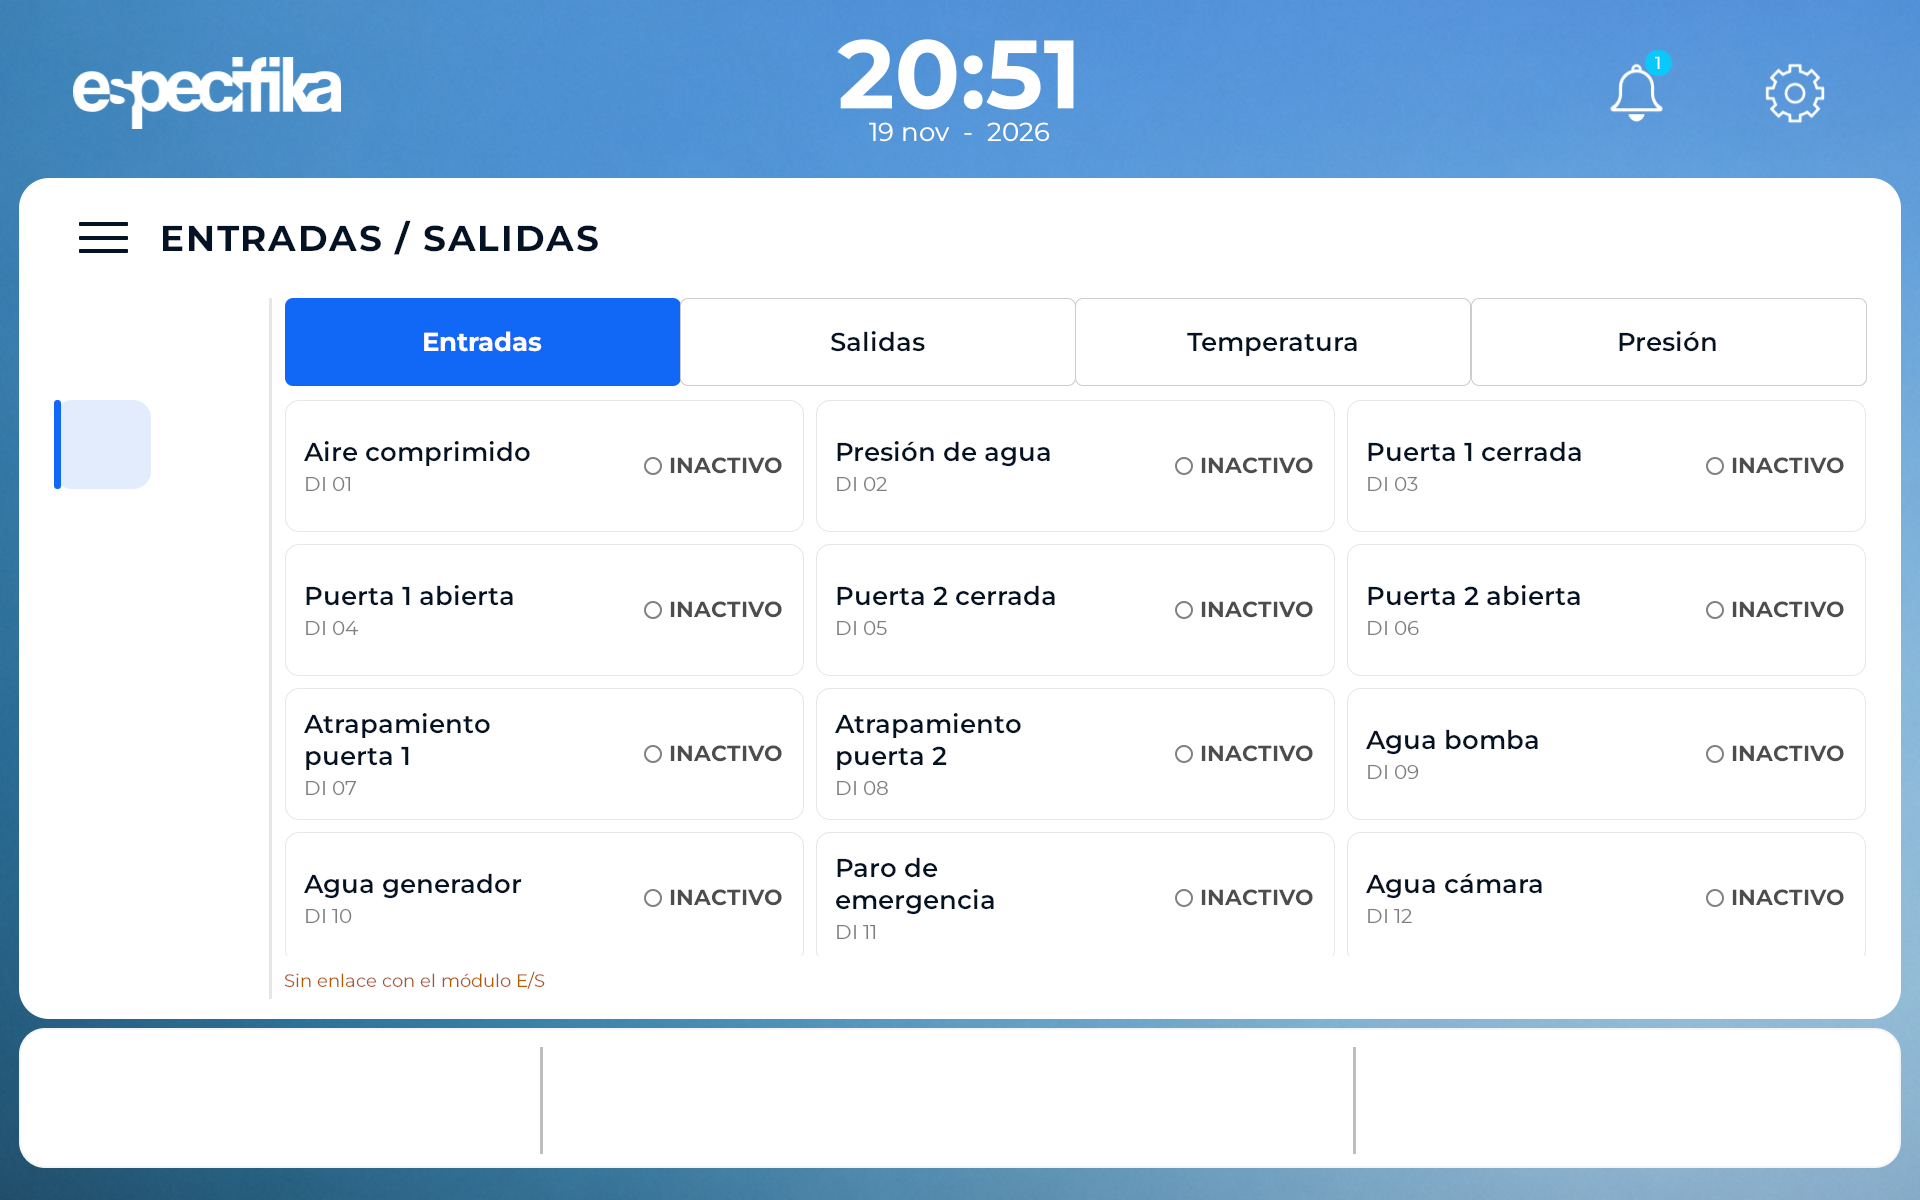 especifika
20:51
19 nov - 2026
1
ENTRADAS / SALIDAS
Entradas
Salidas
Temperatura
Presión
Aire comprimido
DI 01
INACTIVO
Presión de agua
DI 02
INACTIVO
Puerta 1 cerrada
DI 03
INACTIVO
Puerta 1 abierta
DI 04
INACTIVO
Puerta 2 cerrada
DI 05
INACTIVO
Puerta 2 abierta
DI 06
INACTIVO
Atrapamiento
puerta 1
DI 07
INACTIVO
Atrapamiento
puerta 2
DI 08
INACTIVO
Agua bomba
DI 09
INACTIVO
Agua generador
DI 10
INACTIVO
Paro de
emergencia
DI 11
INACTIVO
Agua cámara
DI 12
INACTIVO
Sin enlace con el módulo E/S